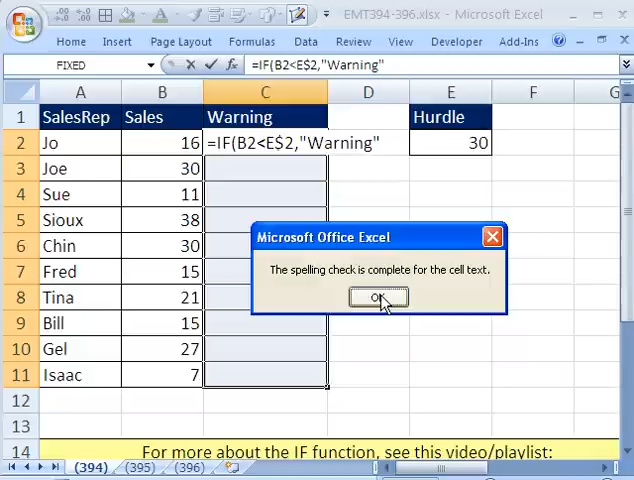 EMT394-396.xlsx - Microsoft Excel
Home Insert Page Layout Formulas Data Review View Developer Add-Ins
FIXED =IF(B2<E$2,"Warning"
A B C D E F G
1 SalesRep Sales Warning Hurdle
2 Jo 16 =IF(B2<E$2,"Warning" 30
3 Joe 30
4 Sue 11
5 Sioux 38
6 Chin 30
7 Fred 15
8 Tina 21
9 Bill 15
10 Gel 27
11 Isaac 7
12
13
14 For more about the IF function, see this video/playlist:
Microsoft Office Excel
The spelling check is complete for the cell text.
OK
(394) (395) (396)